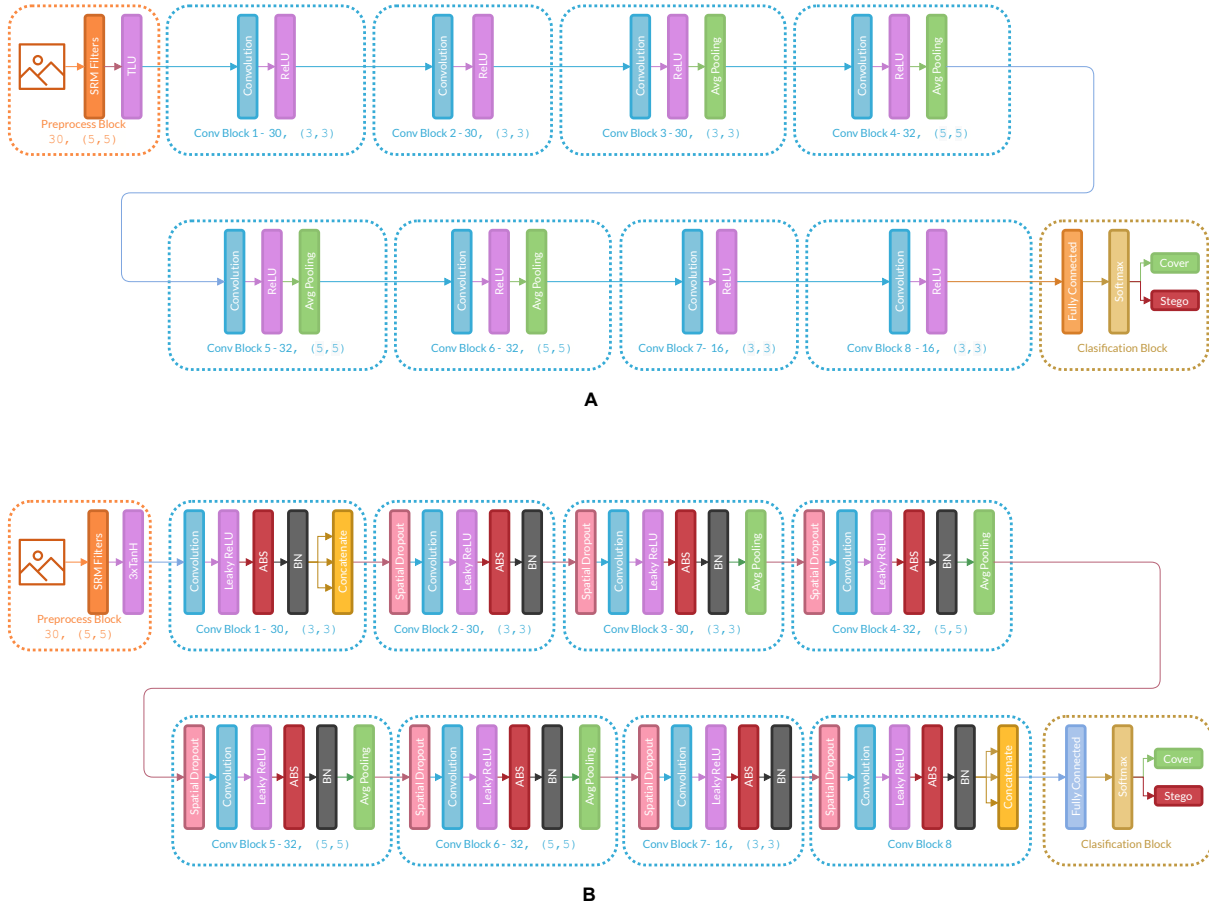 SRM Filters
TLU
Preprocess Block
30, (5,5)
Convolution
ReLU
Conv Block 1 - 30, (3,3)
Convolution
ReLU
Conv Block 2 - 30, (3,3)
Convolution
ReLU
Avg Pooling
Conv Block 3 - 30, (3,3)
Convolution
ReLU
Avg Pooling
Conv Block 4- 32, (5,5)
Convolution
ReLU
Avg Pooling
Conv Block 5 - 32, (5,5)
Convolution
ReLU
Avg Pooling
Conv Block 6 - 32, (5,5)
Convolution
ReLU
Conv Block 7- 16, (3,3)
Convolution
ReLU
Conv Block 8 - 16, (3,3)
Fully Connected
Softmax
Cover
Stego
Clasification Block
A
SRM Filters
3xTanH
Preprocess Block
30, (5,5)
Convolution
Leaky ReLU
ABS
BN
Concatenate
Conv Block 1 - 30, (3,3)
Spatial Dropout
Convolution
Leaky ReLU
ABS
BN
Conv Block 2 - 30, (3,3)
Spatial Dropout
Convolution
Leaky ReLU
ABS
BN
Avg Pooling
Conv Block 3 - 30, (3,3)
Spatial Dropout
Convolution
Leaky ReLU
ABS
BN
Avg Pooling
Conv Block 4- 32, (5,5)
Spatial Dropout
Convolution
Leaky ReLU
ABS
BN
Avg Pooling
Conv Block 5 - 32, (5,5)
Spatial Dropout
Convolution
Leaky ReLU
ABS
BN
Avg Pooling
Conv Block 6 - 32, (5,5)
Spatial Dropout
Convolution
Leaky ReLU
ABS
BN
Conv Block 7- 16, (3,3)
Spatial Dropout
Convolution
Leaky ReLU
ABS
BN
Concatenate
Conv Block 8
Fully Connected
Softmax
Cover
Stego
Clasification Block
B